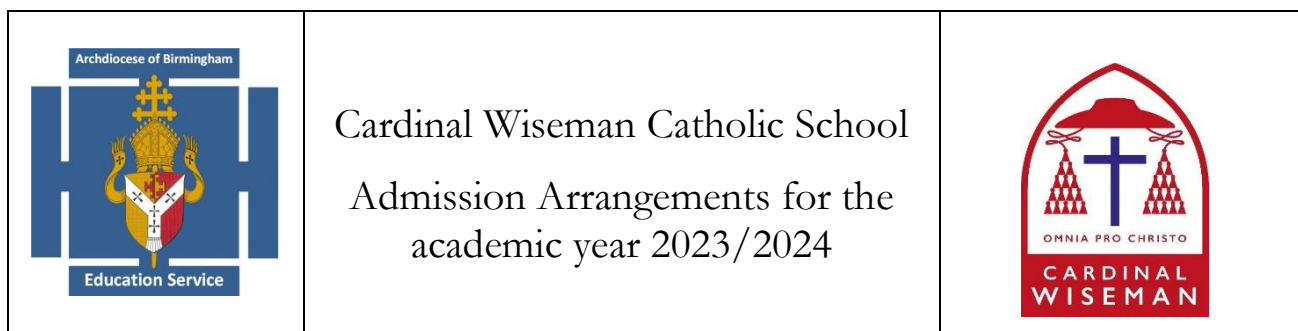 Archdiocese of Birmingham
Education Service
Cardinal Wiseman Catholic School
Admission Arrangements for the
academic year 2023/2024
OMNIA PRO CHRISTO
CARDINAL
WISEMAN